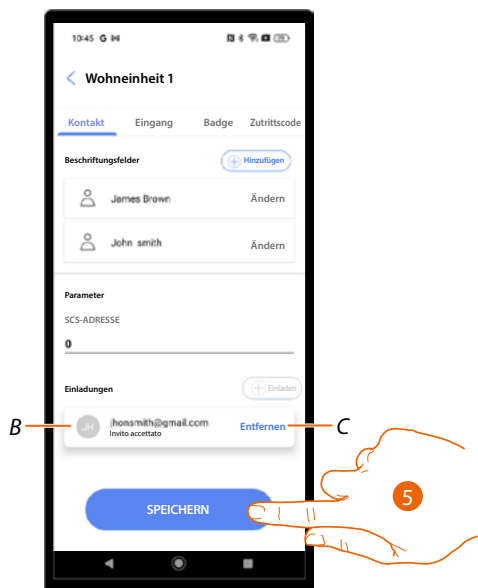 10:45 G
Wohneinheit 1
Kontakt Eingang Badge Zutrittscode
Beschriftungsfelder Hinzufügen
James Brown Ändern
John smith Ändern
Parameter
SCS-ADRESSE
0
Einladungen Einladen
B JH jhonsmith@gmail.com Entfernen C
Invito accettato
SPEICHERN
5